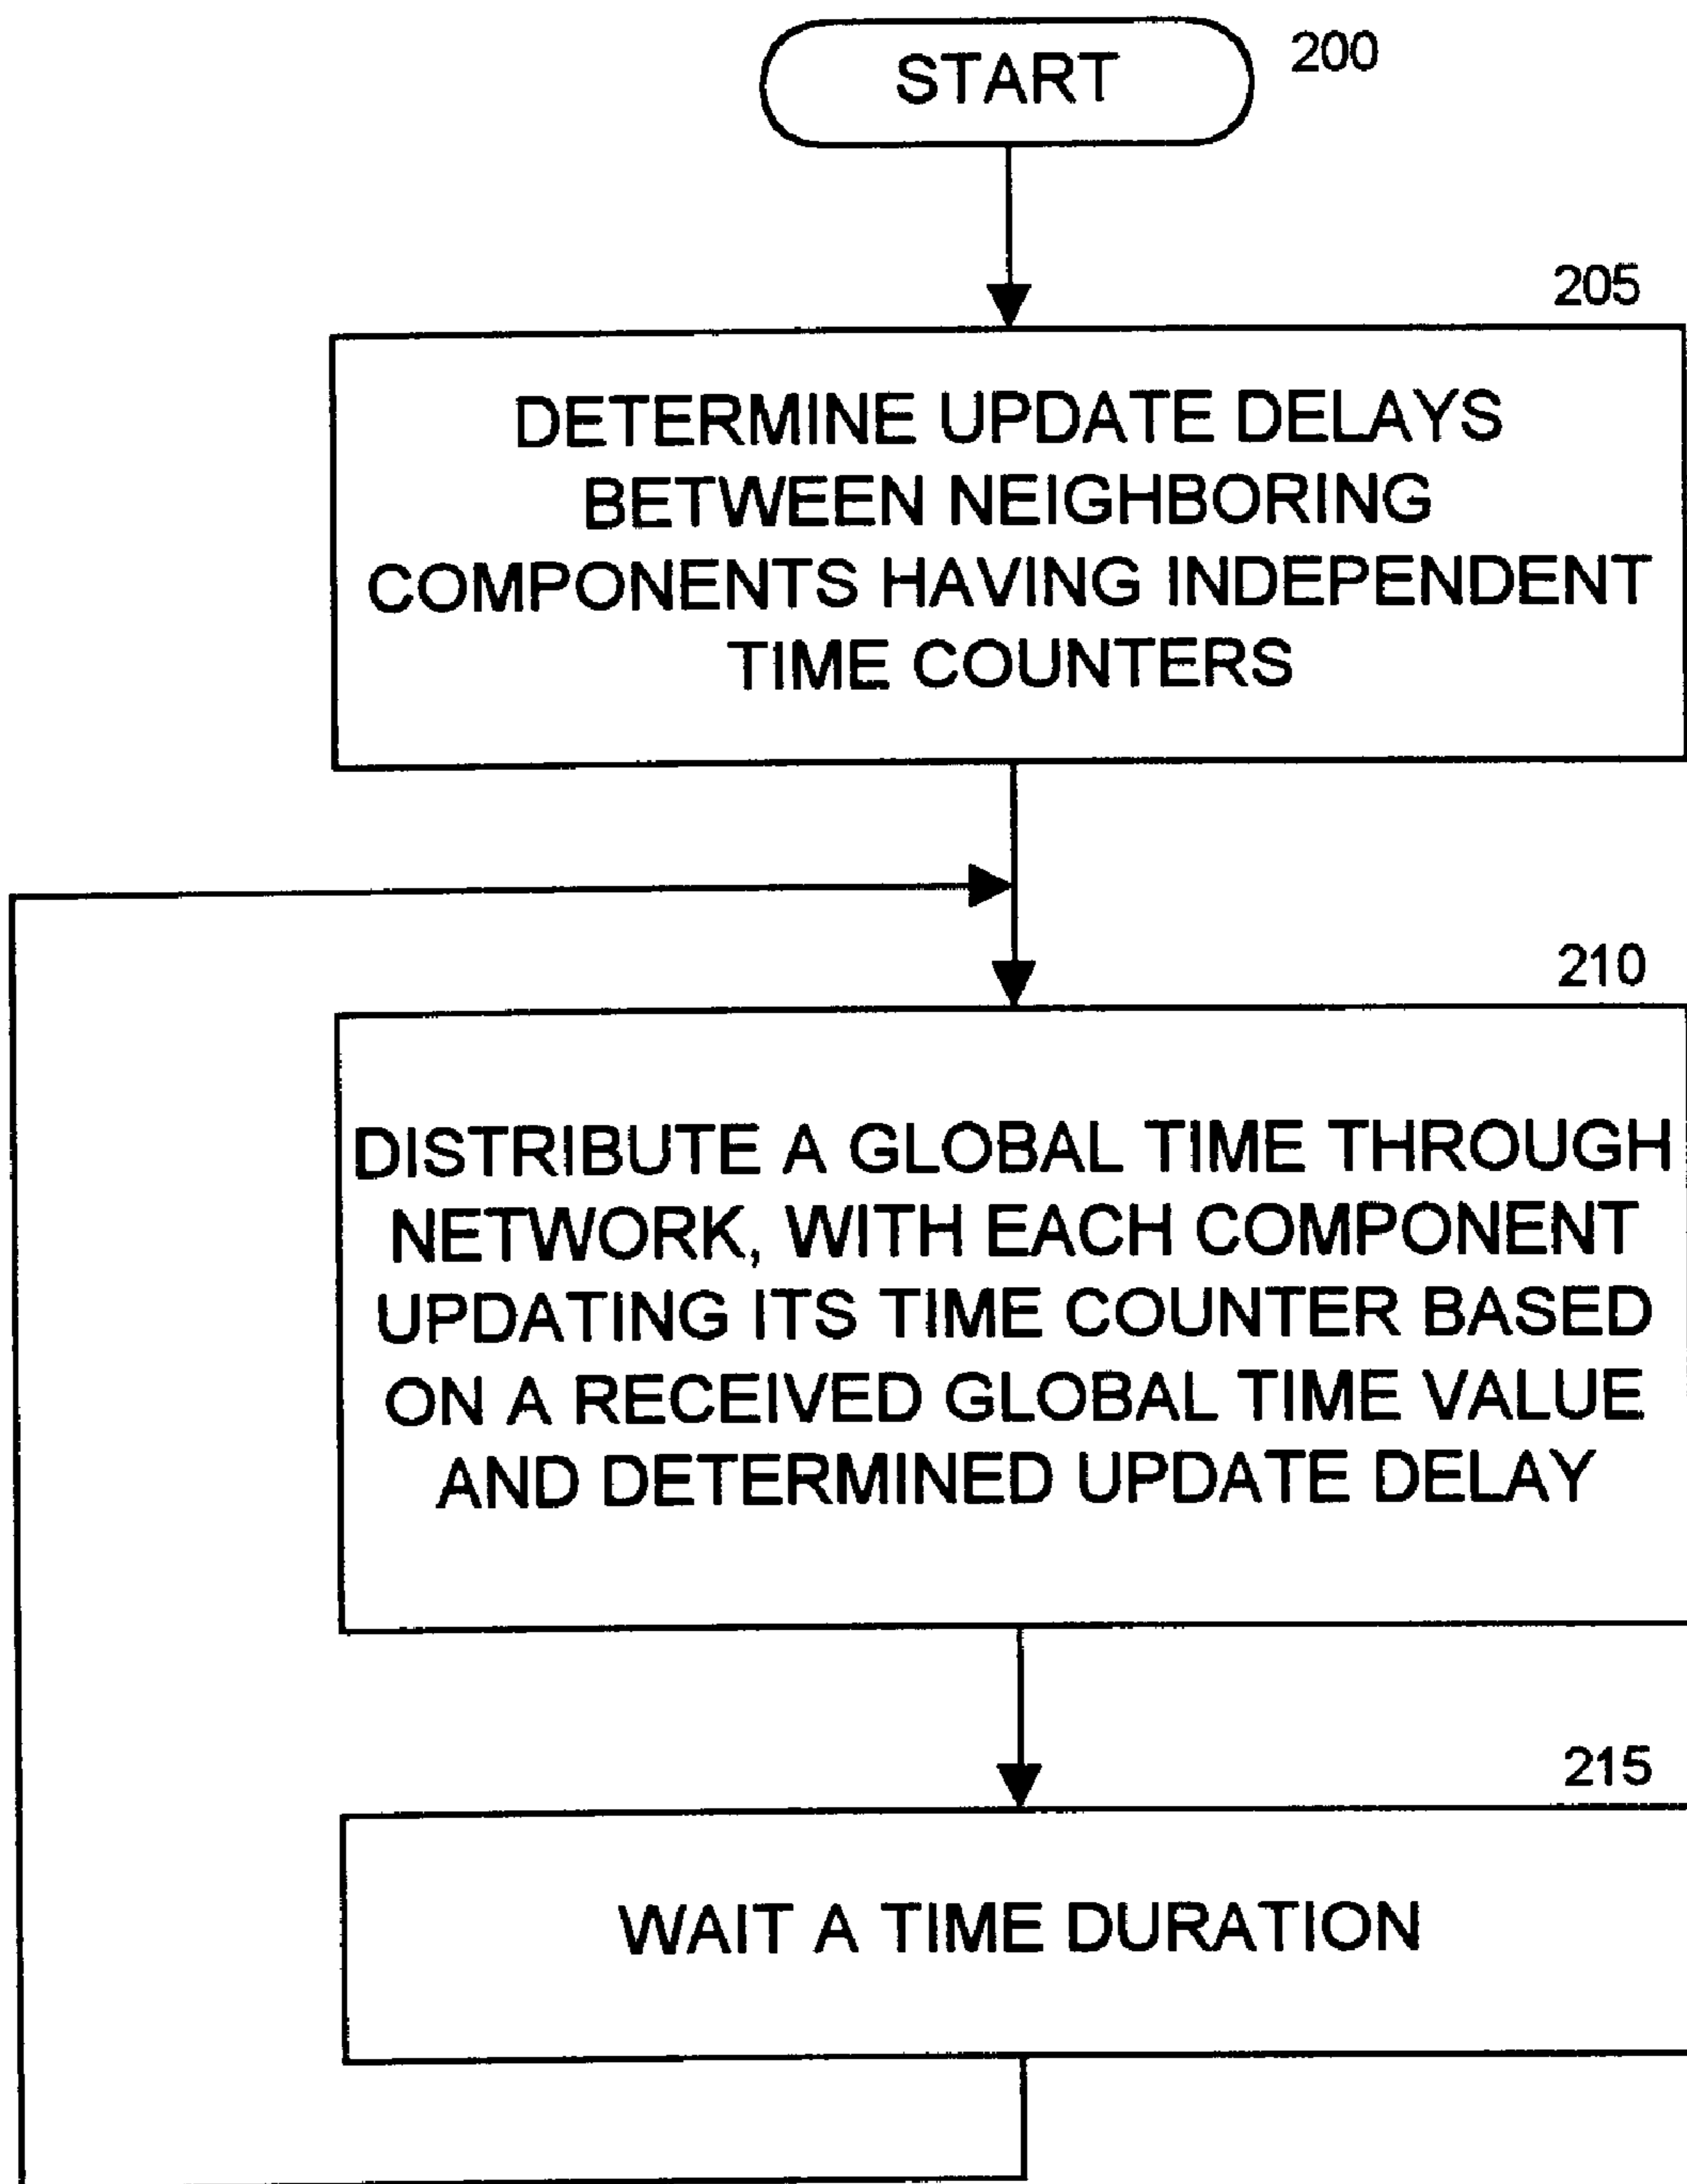 START
200
205
DETERMINE UPDATE DELAYS
BETWEEN NEIGHBORING
COMPONENTS HAVING INDEPENDENT
TIME COUNTERS
210
DISTRIBUTE A GLOBAL TIME THROUGH
NETWORK, WITH EACH COMPONENT
UPDATING ITS TIME COUNTER BASED
ON A RECEIVED GLOBAL TIME VALUE
AND DETERMINED UPDATE DELAY
215
WAIT A TIME DURATION